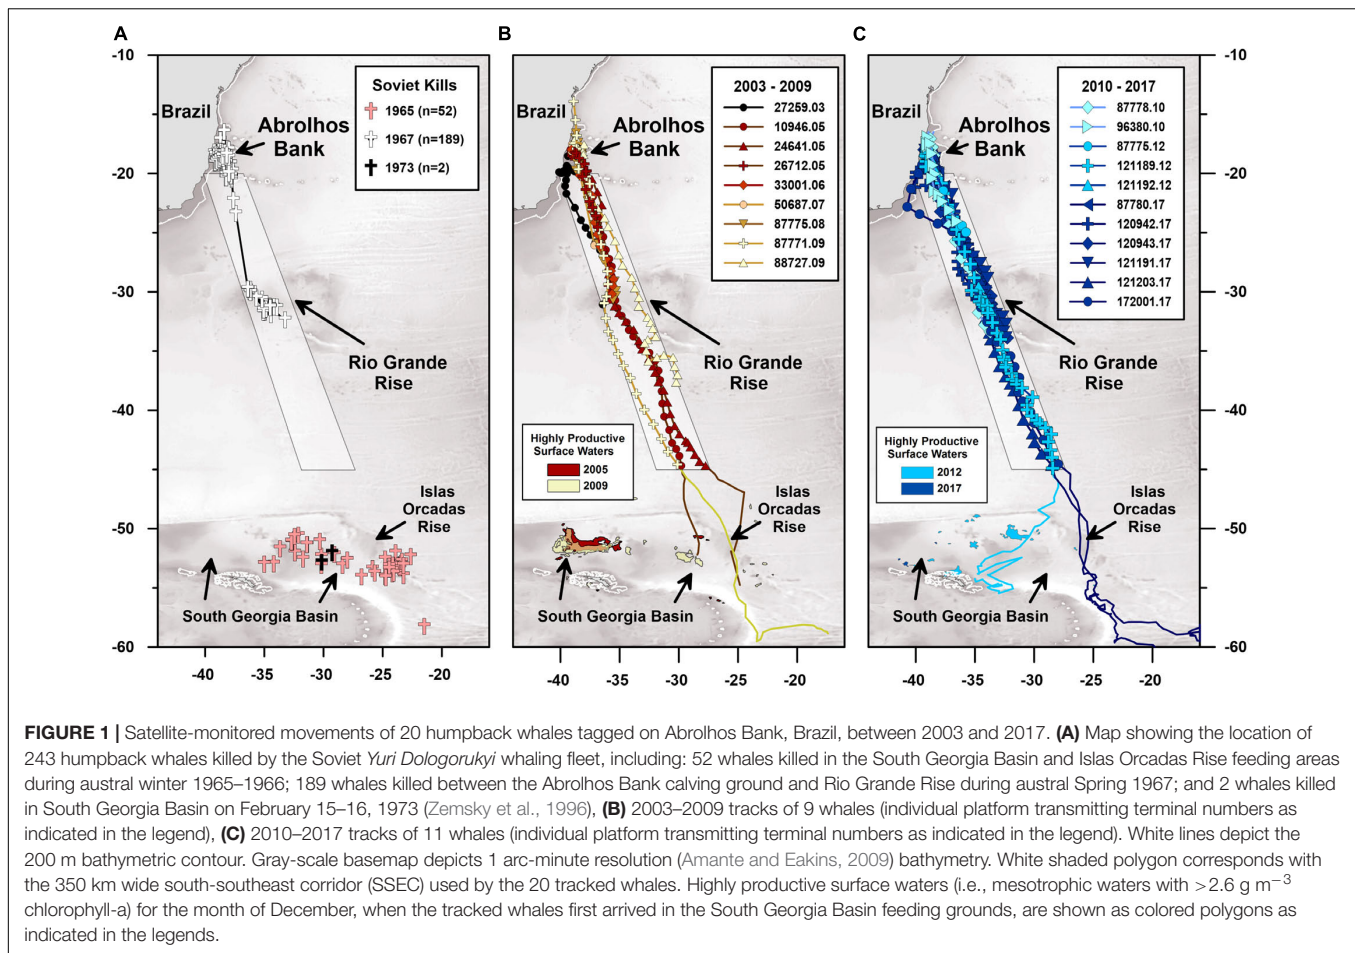 A
B
C
-10
-20
-30
-40
-50
-60
-40
-35
-30
-25
-20
Brazil
Abrolhos
Bank
Soviet Kills
1965 (n=52)
1967 (n=189)
1973 (n=2)
Rio Grande
Rise
Islas
Orcadas
Rise
South Georgia Basin
-40
-35
-30
-25
-20
Abrolhos
Bank
2003 - 2009
27259.03
10946.05
24641.05
26712.05
33001.06
50687.07
87775.08
87771.09
88727.09
Rio Grande
Rise
Highly Productive
Surface Waters
2005
2009
Islas
Orcadas
Rise
South Georgia Basin
-40
-35
-30
-25
-20
Brazil
Abrolhos
Bank
2010 - 2017
87778.10
96380.10
87775.12
121189.12
121192.12
87780.17
120942.17
120943.17
121191.17
121203.17
172001.17
Rio Grande
Rise
Highly Productive
Surface Waters
2012
2017
Islas
Orcadas
Rise
South Georgia Basin
-40
-35
-30
-25
-20
-10
-20
-30
-40
-50
-60
FIGURE 1 | Satellite-monitored movements of 20 humpback whales tagged on Abrolhos Bank, Brazil, between 2003 and 2017. (A) Map showing the location of
243 humpback whales killed by the Soviet Yuri Dologorukyi whaling fleet, including: 52 whales killed in the South Georgia Basin and Islas Orcadas Rise feeding areas
during austral winter 1965–1966; 189 whales killed between the Abrolhos Bank calving ground and Rio Grande Rise during austral Spring 1967; and 2 whales killed
in South Georgia Basin on February 15–16, 1973 (Zemsky et al., 1996), (B) 2003–2009 tracks of 9 whales (individual platform transmitting terminal numbers as
indicated in the legend), (C) 2010–2017 tracks of 11 whales (individual platform transmitting terminal numbers as indicated in the legend). White lines depict the
200 m bathymetric contour. Gray-scale basemap depicts 1 arc-minute resolution (Amante and Eakins, 2009) bathymetry. White shaded polygon corresponds with
the 350 km wide south-southeast corridor (SSEC) used by the 20 tracked whales. Highly productive surface waters (i.e., mesotrophic waters with >2.6 g m⁻³
chlorophyll-a) for the month of December, when the tracked whales first arrived in the South Georgia Basin feeding grounds, are shown as colored polygons as
indicated in the legends.